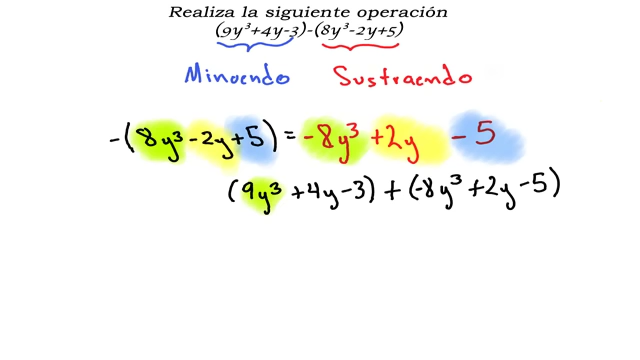 Realiza la siguiente operación
(9y³+4y-3)-(8y³-2y+5)
Minuendo Sustraendo
-(8y³-2y+5)=-8y³+2y-5
(9y³+4y-3)+(-8y³+2y-5)